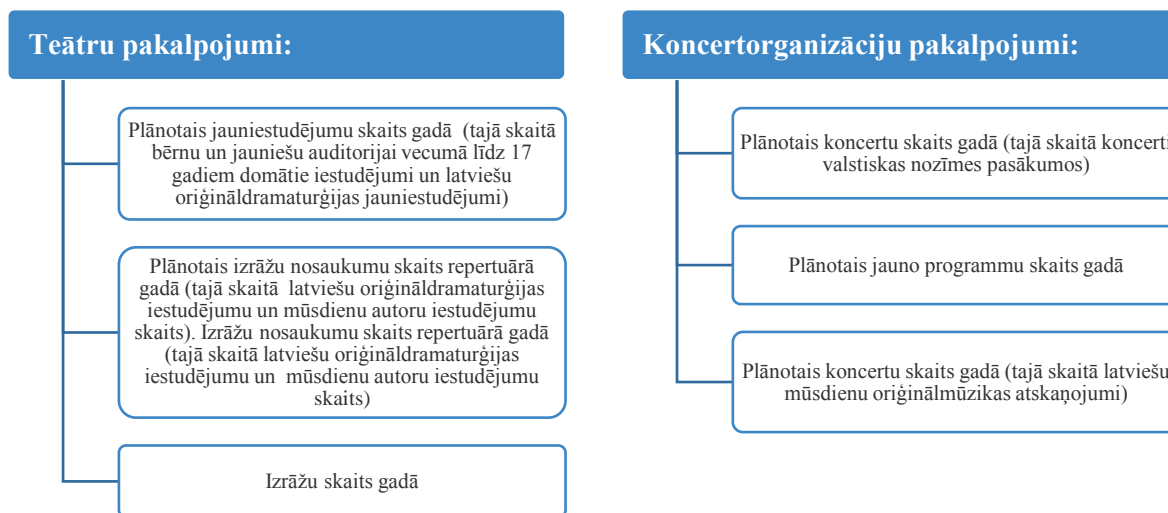 Teātru pakalpojumi:
Plānotais jauniestudējumu skaits gadā (tajā skaitā
bērnu un jauniešu auditorijai vecumā līdz 17
gadiem domātie iestudējumi un latviešu
oriģināldramaturģijas jauniestudējumi)
Plānotais izrāžu nosaukumu skaits repertuārā
gadā (tajā skaitā latviešu oriģināldramaturģijas
iestudējumu un mūsdienu autoru iestudējumu
skaits). Izrāžu nosaukumu skaits repertuārā gadā
(tajā skaitā latviešu oriģināldramaturģijas
iestudējumu un mūsdienu autoru iestudējumu
skaits)
Izrāžu skaits gadā
Koncertorganizāciju pakalpojumi:
Plānotais koncertu skaits gadā (tajā skaitā koncerti
valstiskas nozīmes pasākumos)
Plānotais jauno programmu skaits gadā
Plānotais koncertu skaits gadā (tajā skaitā latviešu
mūsdienu oriģinālmūzikas atskaņojumi)